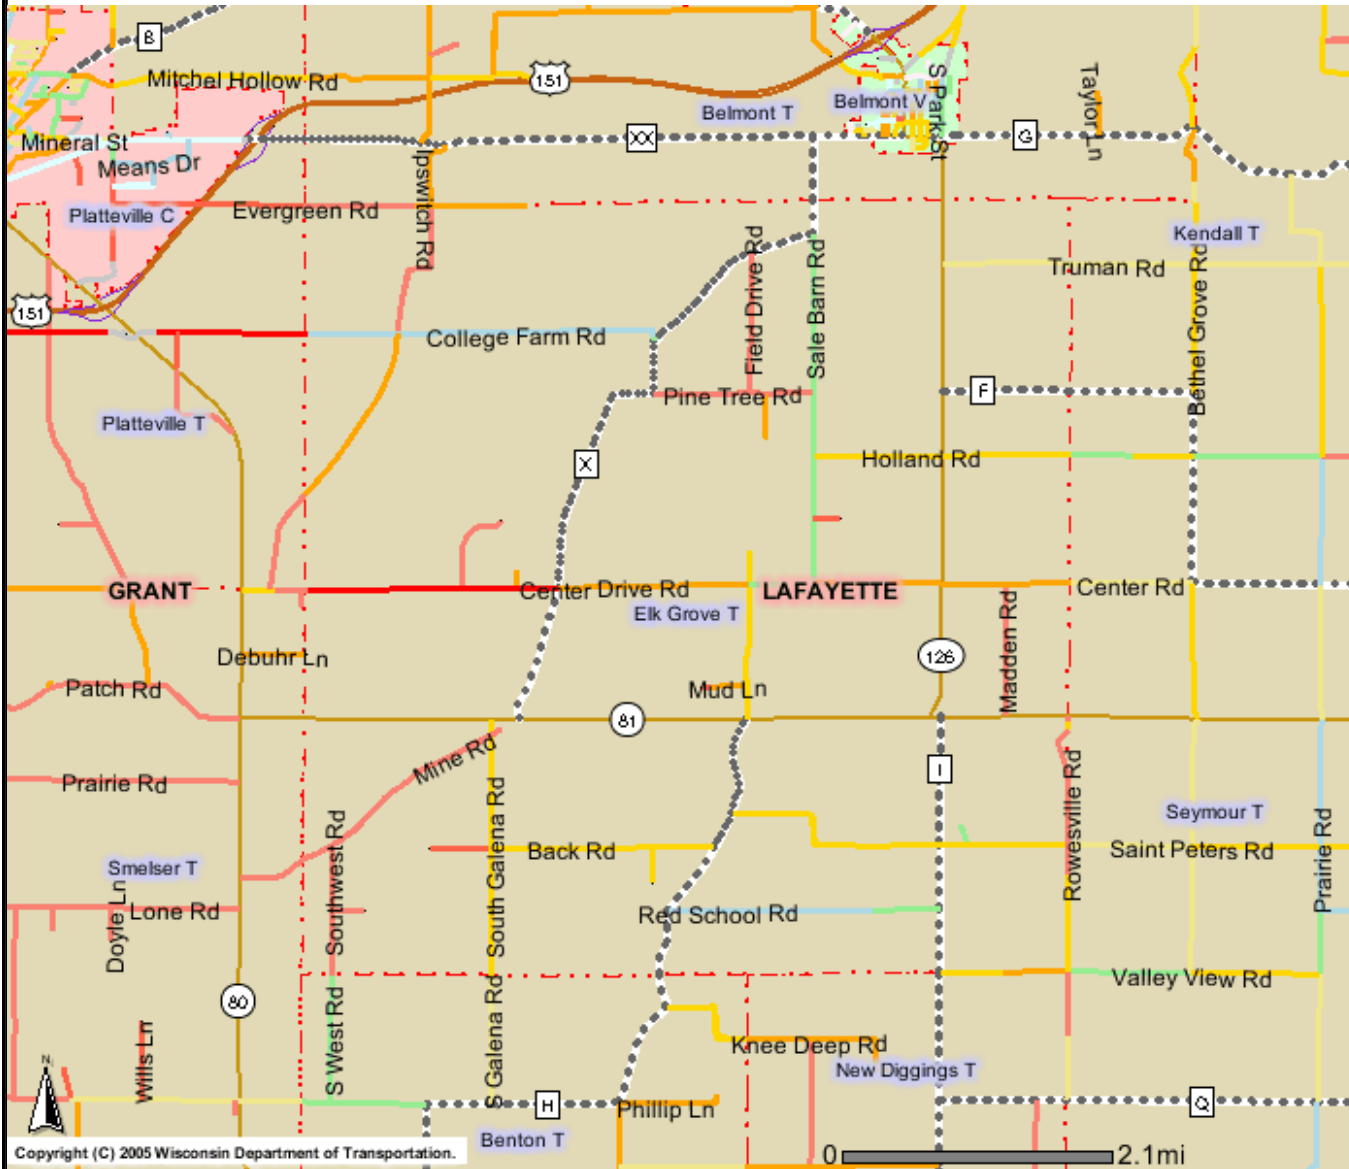 B
Mitchel Hollow Rd
151
Belmont T
Belmont V
S Park St
Taylor Ln
Mineral St
XX
G
Means Dr
Ipswitch Rd
Platteville C
Evergreen Rd
Kendall T
Field Drive Rd
Sale Barn Rd
Truman Rd
Bethel Grove Rd
151
College Farm Rd
Pine Tree Rd
F
Platteville T
X
Holland Rd
GRANT
Center Drive Rd
LAFAYETTE
Center Rd
Elk Grove T
Madden Rd
Debuhr Ln
126
Patch Rd
Mud Ln
81
Mine Rd
I
Prairie Rd
South Galena Rd
Rowesville Rd
Seymour T
Prairie Rd
Southwest Rd
Back Rd
Saint Peters Rd
Smelser T
Doyle Ln
Lone Rd
Red School Rd
Valley View Rd
80
S West Rd
S Galena Rd
Wills Ln
Knee Deep Rd
New Diggings T
N
H
Phillip Ln
Q
Benton T
Copyright (C) 2005 Wisconsin Department of Transportation.
0 2.1mi